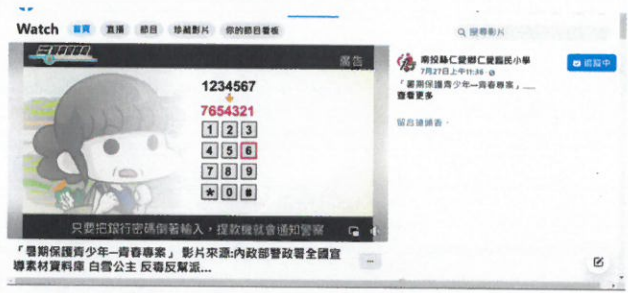 Watch 首頁 直播 節目 珍藏影片 你的節目看板
搜尋影片
廣告
1234567
7654321
1 2 3
4 5 6
7 8 9
* 0 #
只要把銀行密碼倒著輸入，提款機就會通知警察
「暑期保護青少年—青春專案」 影片來源:內政部警政署全國宣
導素材資料庫 白雪公主 反毒反幫派...
南投縣仁愛鄉仁愛國民小學
追蹤中
7月27日上午11:36
「暑期保護青少年—青春專案」......
查看更多